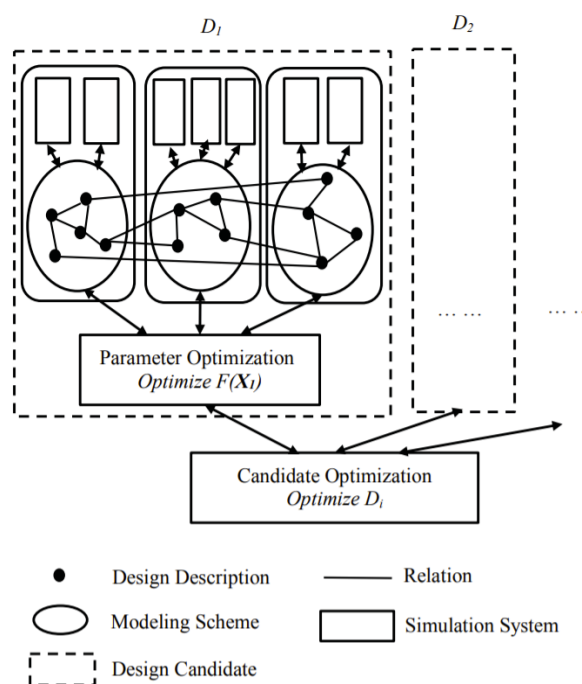 D₁
D₂
… …
… …
Parameter Optimization
Optimize F(X₁)
Candidate Optimization
Optimize Dᵢ
Design Description
Relation
Modeling Scheme
Simulation System
Design Candidate